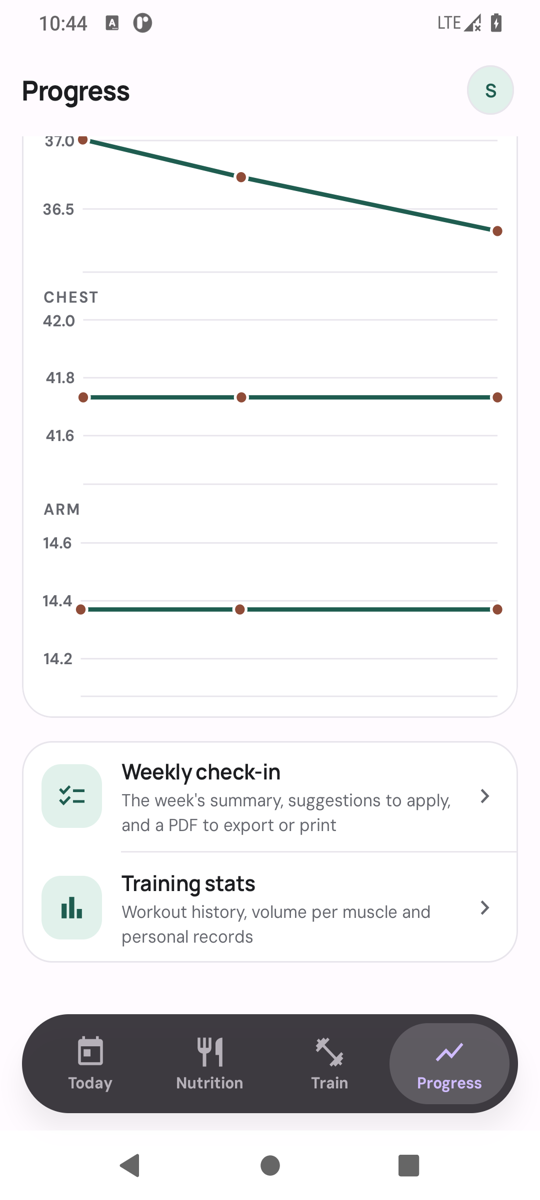 10:44
LTE
Progress
S
37.0
36.5
CHEST
42.0
41.8
41.6
ARM
14.6
14.4
14.2
Weekly check-in
The week's summary, suggestions to apply,
and a PDF to export or print
Training stats
Workout history, volume per muscle and
personal records
Today
Nutrition
Train
Progress